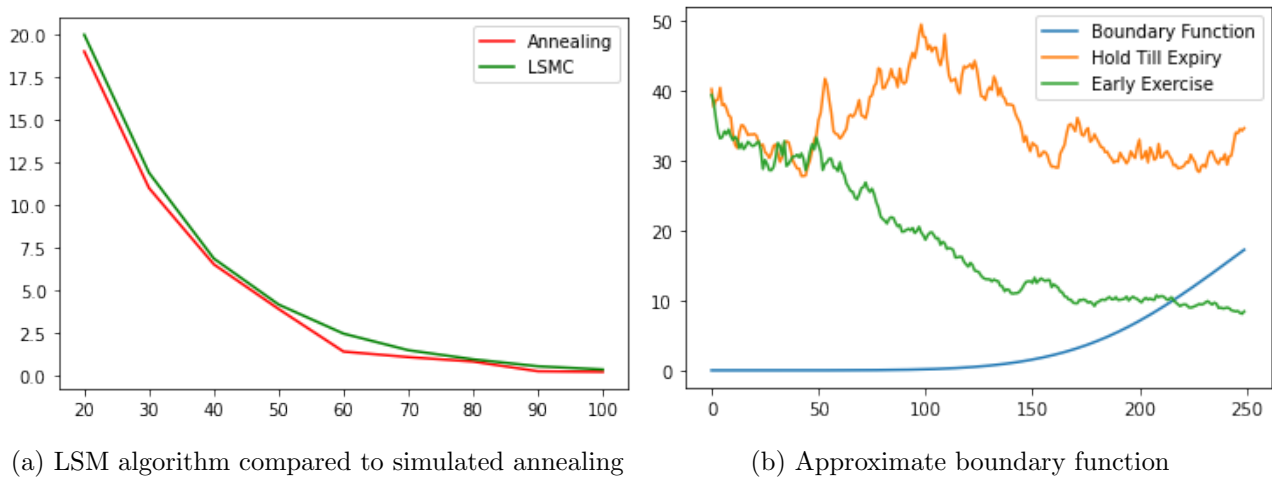 20.0
17.5
15.0
12.5
10.0
7.5
5.0
2.5
0.0
20 30 40 50 60 70 80 90 100
Annealing
LSMC
(a) LSM algorithm compared to simulated annealing
50
40
30
20
10
0
0 50 100 150 200 250
Boundary Function
Hold Till Expiry
Early Exercise
(b) Approximate boundary function